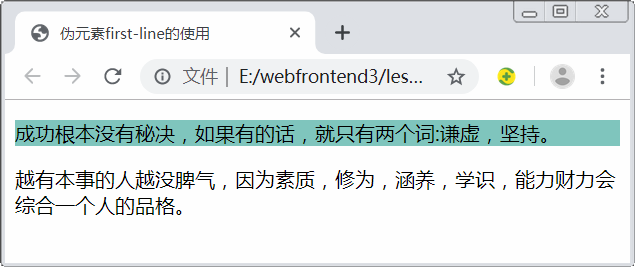 伪元素first-line的使用
文件 | E:/webfrontend3/les...
成功根本没有秘决，如果有的话，就只有两个词:谦虚，坚持。
越有本事的人越没脾气，因为素质，修为，涵养，学识，能力财力会
综合一个人的品格。